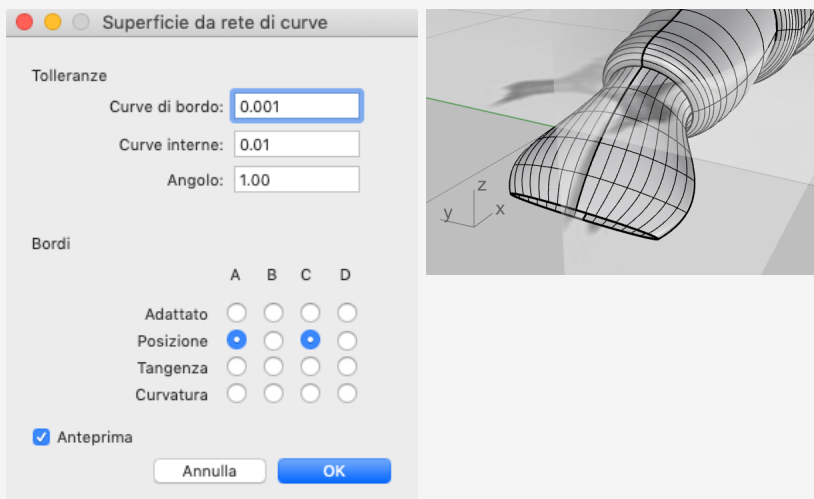 Superficie da rete di curve
Tolleranze
Curve di bordo: 0.001
Curve interne: 0.01
Angolo: 1.00
Bordi
A B C D
Adattato
Posizione
Tangenza
Curvatura
Anteprima
Annulla OK
z
y x